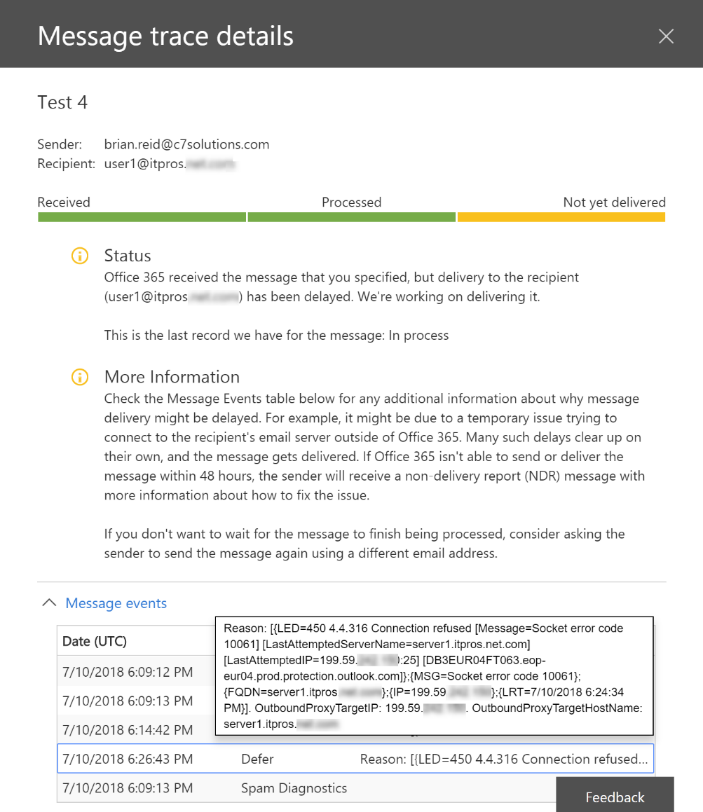 Message trace details
Test 4
Sender: brian.reid@c7solutions.com
Recipient: user1@itpros.
Received Processed Not yet delivered
Status
Office 365 received the message that you specified, but delivery to the recipient
(user1@itpros. ) has been delayed. We're working on delivering it.
This is the last record we have for the message: In process
More Information
Check the Message Events table below for any additional information about why message
delivery might be delayed. For example, it might be due to a temporary issue trying to
connect to the recipient's email server outside of Office 365. Many such delays clear up on
their own, and the message gets delivered. If Office 365 isn't able to send or deliver the
message within 48 hours, the sender will receive a non-delivery report (NDR) message with
more information about how to fix the issue.
If you don't want to wait for the message to finish being processed, consider asking the
sender to send the message again using a different email address.
Message events
Reason: [{LED=450 4.4.316 Connection refused [Message=Socket error code
10061] [LastAttemptedServerName=server1.itpros.net.com]
[LastAttemptedIP=199.59. :25] [DB3EUR04FT063.eop-
eur04.prod.protection.outlook.com]};{MSG=Socket error code 10061};
{FQDN=server1.itpros. };{IP=199.59. };{LRT=7/10/2018 6:24:34
PM}]. OutboundProxyTargetIP: 199.59. . OutboundProxyTargetHostName:
server1.itpros.
Date (UTC)
7/10/2018 6:09:12 PM
7/10/2018 6:09:13 PM
7/10/2018 6:14:42 PM
7/10/2018 6:26:43 PM Defer Reason: [{LED=450 4.4.316 Connection refused...
7/10/2018 6:09:13 PM Spam Diagnostics
Feedback